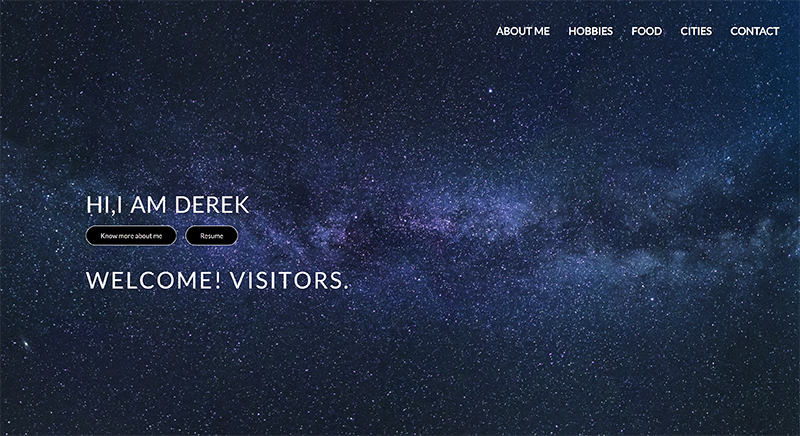 ABOUT ME HOBBIES FOOD CITIES CONTACT
HI,I AM DEREK
Know more about me Resume
WELCOME! VISITORS.